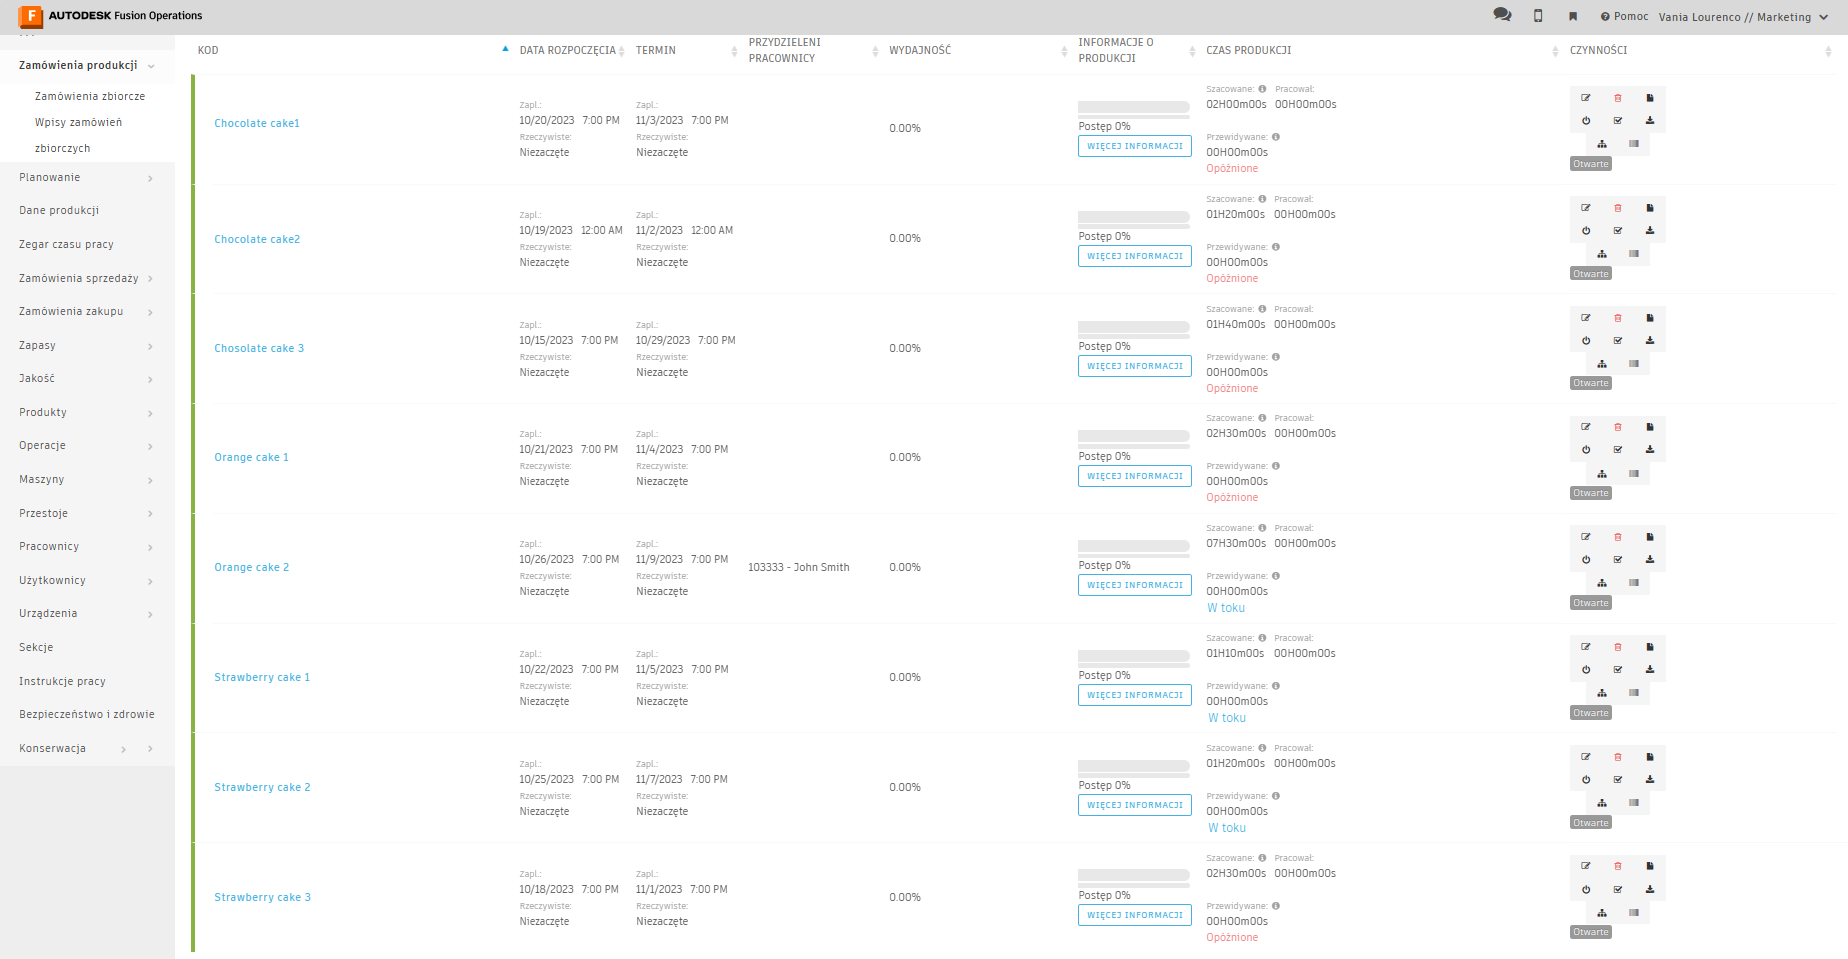 F AUTODESK Fusion Operations
Pomoc Vania Lourenco // Marketing
Zamówienia produkcji
Zamówienia zbiorcze
Wpisy zamówień
zbiorczych
Planowanie
Dane produkcji
Zegar czasu pracy
Zamówienia sprzedaży
Zamówienia zakupu
Zapasy
Jakość
Produkty
Operacje
Maszyny
Przestoje
Pracownicy
Użytkownicy
Urządzenia
Sekcje
Instrukcje pracy
Bezpieczeństwo i zdrowie
Konserwacja
KOD DATA ROZPOCZĘCIA TERMIN PRZYDZIELENI PRACOWNICY WYDAJNOŚĆ INFORMACJE O PRODUKCJI CZAS PRODUKCJI CZYNNOŚCI
Chocolate cake1
Zapl.: Zapl.:
10/20/2023 7:00 PM 11/3/2023 7:00 PM
Rzeczywiste: Rzeczywiste:
Niezaczęte Niezaczęte
0.00%
Postęp 0%
WIĘCEJ INFORMACJI
Szacowane: Pracował:
02H00m00s 00H00m00s
Przewidywane:
00H00m00s
Opóźnione
Otwarte
Chocolate cake2
Zapl.: Zapl.:
10/19/2023 12:00 AM 11/2/2023 12:00 AM
Rzeczywiste: Rzeczywiste:
Niezaczęte Niezaczęte
0.00%
Postęp 0%
WIĘCEJ INFORMACJI
Szacowane: Pracował:
01H20m00s 00H00m00s
Przewidywane:
00H00m00s
Opóźnione
Otwarte
Chosolate cake 3
Zapl.: Zapl.:
10/15/2023 7:00 PM 10/29/2023 7:00 PM
Rzeczywiste: Rzeczywiste:
Niezaczęte Niezaczęte
0.00%
Postęp 0%
WIĘCEJ INFORMACJI
Szacowane: Pracował:
01H40m00s 00H00m00s
Przewidywane:
00H00m00s
Opóźnione
Otwarte
Orange cake 1
Zapl.: Zapl.:
10/21/2023 7:00 PM 11/4/2023 7:00 PM
Rzeczywiste: Rzeczywiste:
Niezaczęte Niezaczęte
0.00%
Postęp 0%
WIĘCEJ INFORMACJI
Szacowane: Pracował:
02H30m00s 00H00m00s
Przewidywane:
00H00m00s
Opóźnione
Otwarte
Orange cake 2
Zapl.: Zapl.:
10/26/2023 7:00 PM 11/9/2023 7:00 PM
Rzeczywiste: Rzeczywiste:
Niezaczęte Niezaczęte
103333 - John Smith
0.00%
Postęp 0%
WIĘCEJ INFORMACJI
Szacowane: Pracował:
07H30m00s 00H00m00s
Przewidywane:
00H00m00s
W toku
Otwarte
Strawberry cake 1
Zapl.: Zapl.:
10/22/2023 7:00 PM 11/5/2023 7:00 PM
Rzeczywiste: Rzeczywiste:
Niezaczęte Niezaczęte
0.00%
Postęp 0%
WIĘCEJ INFORMACJI
Szacowane: Pracował:
01H10m00s 00H00m00s
Przewidywane:
00H00m00s
W toku
Otwarte
Strawberry cake 2
Zapl.: Zapl.:
10/25/2023 7:00 PM 11/7/2023 7:00 PM
Rzeczywiste: Rzeczywiste:
Niezaczęte Niezaczęte
0.00%
Postęp 0%
WIĘCEJ INFORMACJI
Szacowane: Pracował:
01H20m00s 00H00m00s
Przewidywane:
00H00m00s
W toku
Otwarte
Strawberry cake 3
Zapl.: Zapl.:
10/18/2023 7:00 PM 11/1/2023 7:00 PM
Rzeczywiste: Rzeczywiste:
Niezaczęte Niezaczęte
0.00%
Postęp 0%
WIĘCEJ INFORMACJI
Szacowane: Pracował:
02H30m00s 00H00m00s
Przewidywane:
00H00m00s
Opóźnione
Otwarte